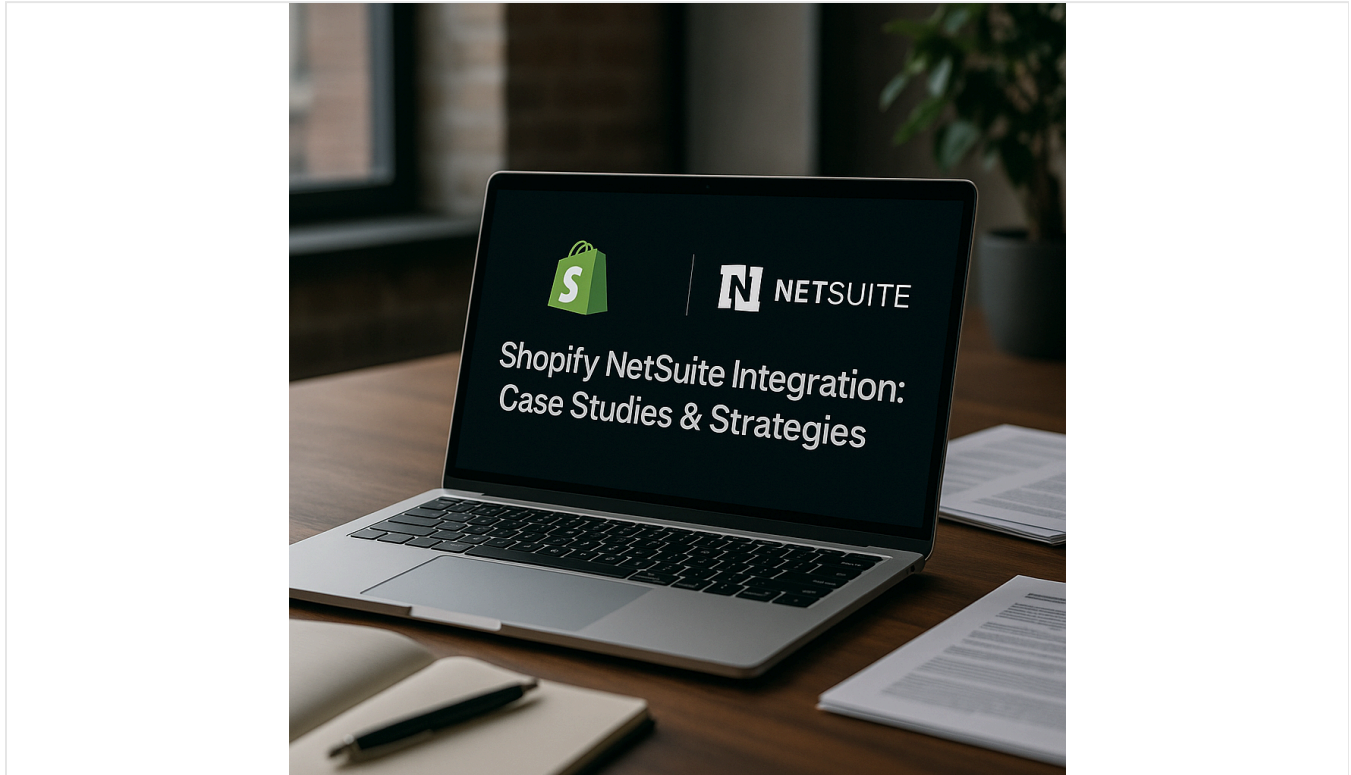 S
N NETSUITE
Shopify NetSuite Integration:
Case Studies & Strategies